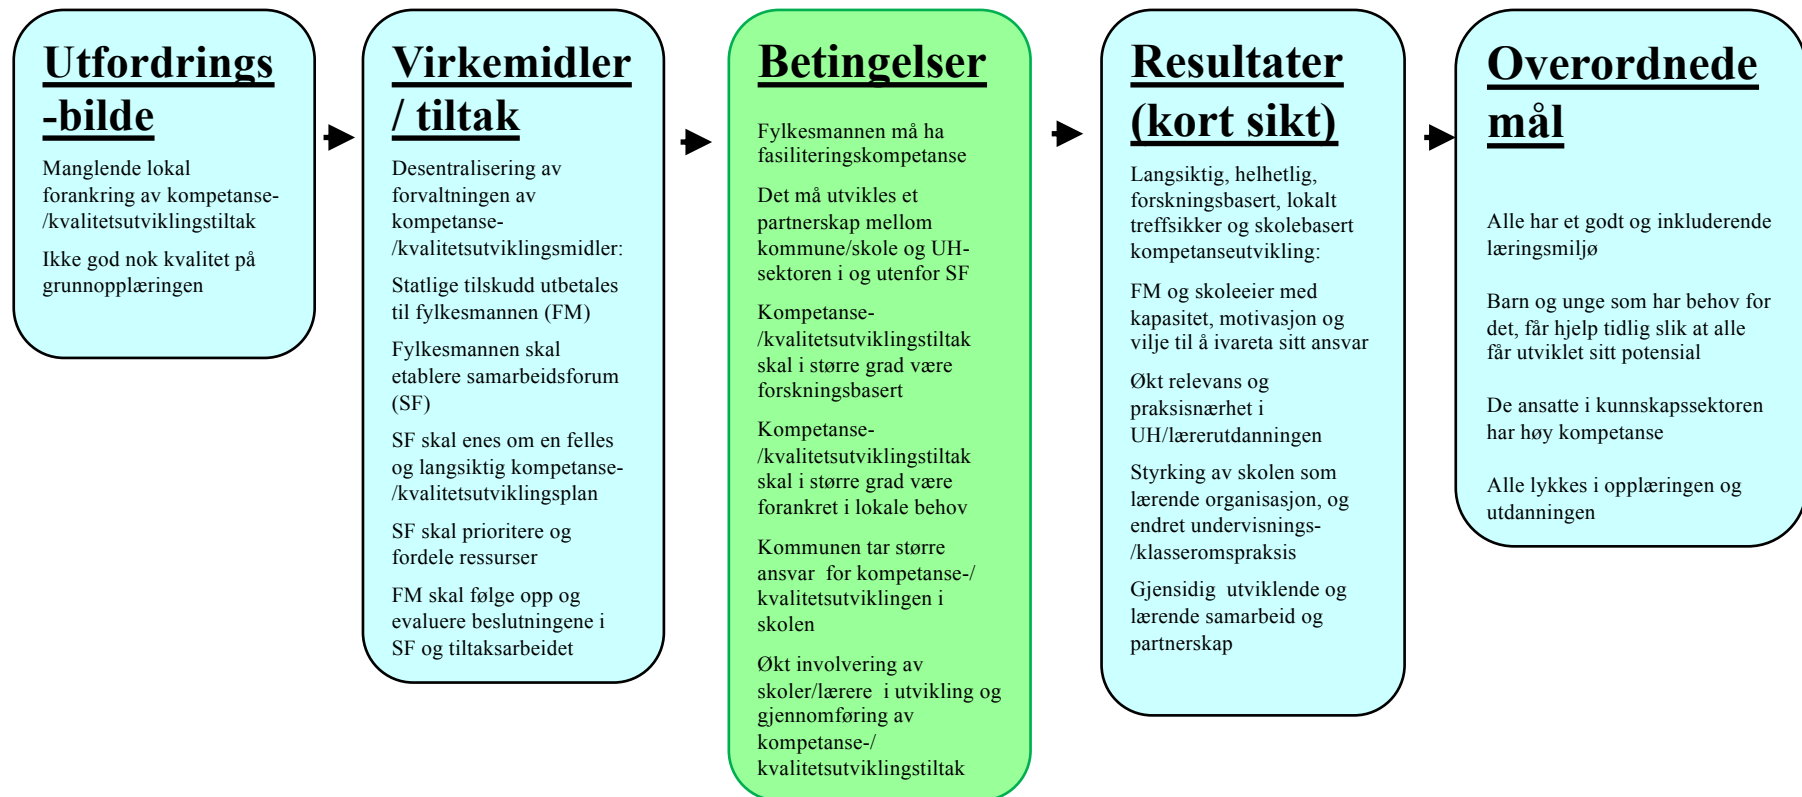 Utfordrings
-bilde
Manglende lokal
forankring av kompetanse-
/kvalitetsutviklingstiltak
Ikke god nok kvalitet på
grunnopplæringen
Virkemidler
/ tiltak
Desentralisering av
forvaltningen av
kompetanse-
/kvalitetsutviklingsmidler:
Statlige tilskudd utbetales
til fylkesmannen (FM)
Fylkesmannen skal
etablere samarbeidsforum
(SF)
SF skal enes om en felles
og langsiktig kompetanse-
/kvalitetsutviklingsplan
SF skal prioritere og
fordele ressurser
FM skal følge opp og
evaluere beslutningene i
SF og tiltaksarbeidet
Betingelser
Fylkesmannen må ha
fasiliteringskompetanse
Det må utvikles et
partnerskap mellom
kommune/skole og UH-
sektoren i og utenfor SF
Kompetanse-
/kvalitetsutviklingstiltak
skal i større grad være
forskningsbasert
Kompetanse-
/kvalitetsutviklingstiltak
skal i større grad være
forankret i lokale behov
Kommunen tar større
ansvar for kompetanse-/
kvalitetsutviklingen i
skolen
Økt involvering av
skoler/lærere i utvikling og
gjennomføring av
kompetanse-/
kvalitetsutviklingstiltak
Resultater
(kort sikt)
Langsiktig, helhetlig,
forskningsbasert, lokalt
treffsikker og skolebasert
kompetanseutvikling:
FM og skoleeier med
kapasitet, motivasjon og
vilje til å ivareta sitt ansvar
Økt relevans og
praksisnærhet i
UH/lærerutdanningen
Styrking av skolen som
lærende organisasjon, og
endret undervisnings-
/klasseromspraksis
Gjensidig utviklende og
lærende samarbeid og
partnerskap
Overordnede
mål
Alle har et godt og inkluderende
læringsmiljø
Barn og unge som har behov for
det, får hjelp tidlig slik at alle
får utviklet sitt potensial
De ansatte i kunnskapssektoren
har høy kompetanse
Alle lykkes i opplæringen og
utdanningen